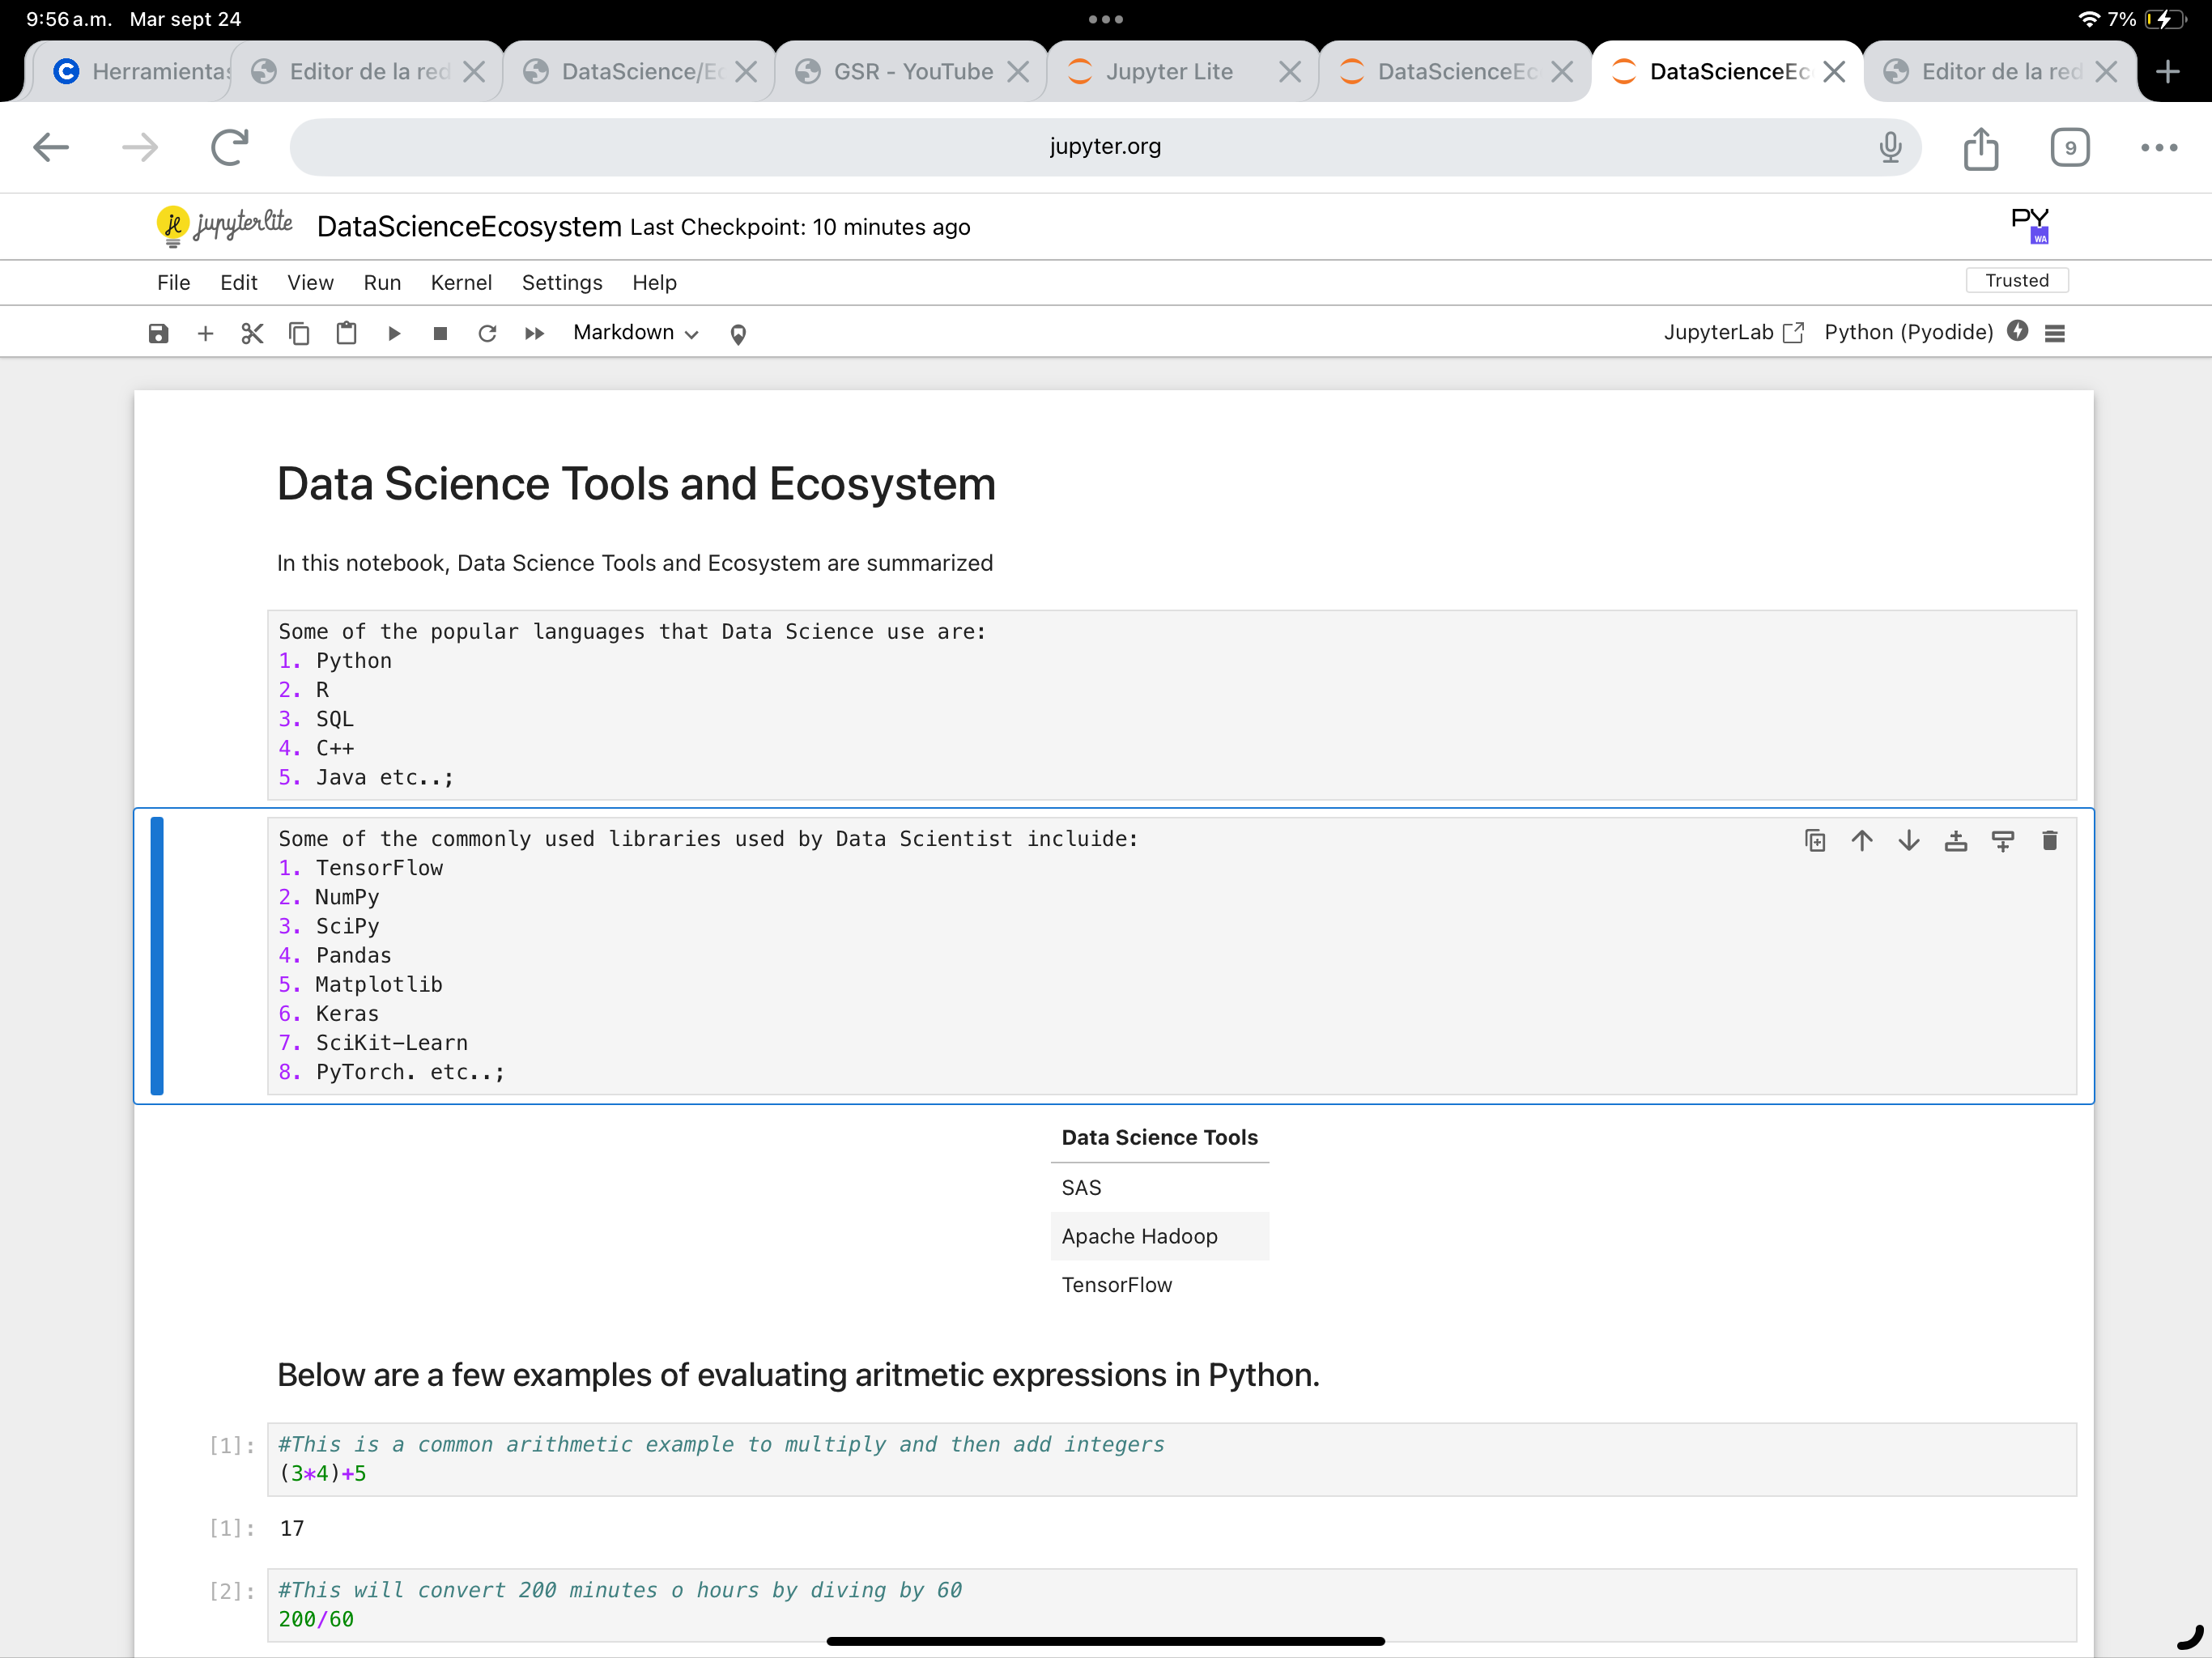 9:56 a.m. Mar sept 24
7%
Herramientas
Editor de la red
DataScience/Ec
GSR - YouTube
Jupyter Lite
DataScienceEc
DataScienceEc
Editor de la red
jupyter.org
9
jupyterlite DataScienceEcosystem Last Checkpoint: 10 minutes ago
PY
WA
File Edit View Run Kernel Settings Help
Trusted
Markdown
JupyterLab Python (Pyodide)
Data Science Tools and Ecosystem
In this notebook, Data Science Tools and Ecosystem are summarized
Some of the popular languages that Data Science use are:
1. Python
2. R
3. SQL
4. C++
5. Java etc..;
Some of the commonly used libraries used by Data Scientist incluide:
1. TensorFlow
2. NumPy
3. SciPy
4. Pandas
5. Matplotlib
6. Keras
7. SciKit-Learn
8. PyTorch. etc..;
Data Science Tools
SAS
Apache Hadoop
TensorFlow
Below are a few examples of evaluating aritmetic expressions in Python.
[1]: #This is a common arithmetic example to multiply and then add integers
(3*4)+5
[1]: 17
[2]: #This will convert 200 minutes o hours by diving by 60
200/60